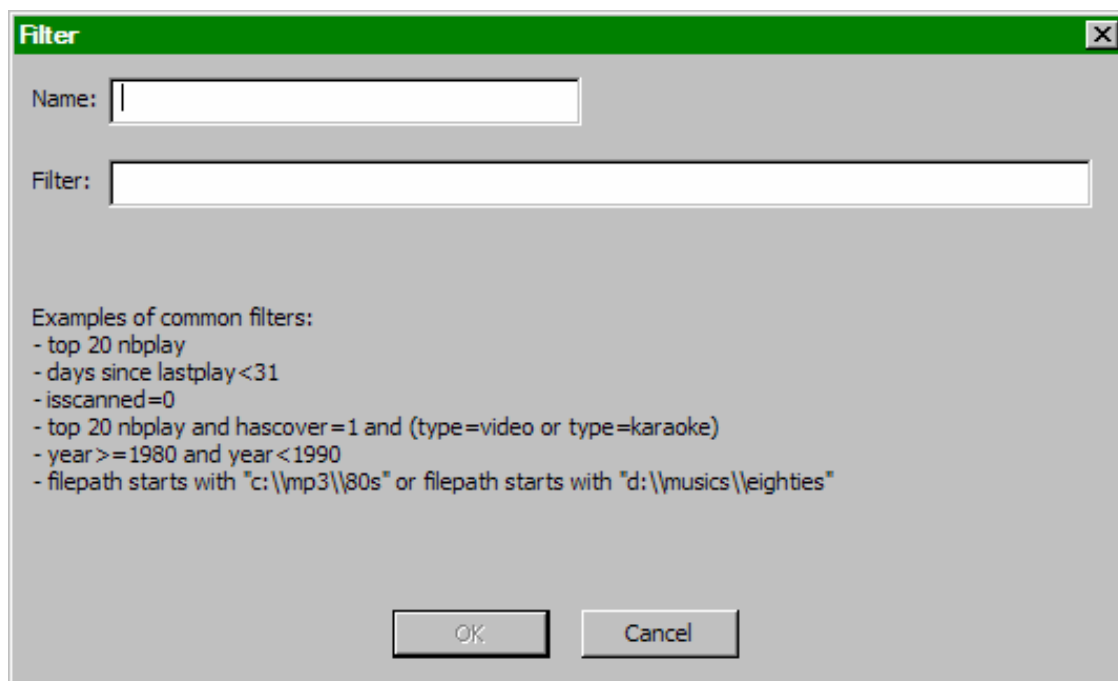 Filter
Name:
Filter:
Examples of common filters:
- top 20 nbplay
- days since lastplay<31
- isscanned=0
- top 20 nbplay and hascover=1 and (type=video or type=karaoke)
- year>=1980 and year<1990
- filepath starts with "c:\\mp3\\80s" or filepath starts with "d:\\musics\\eighties"
OK Cancel